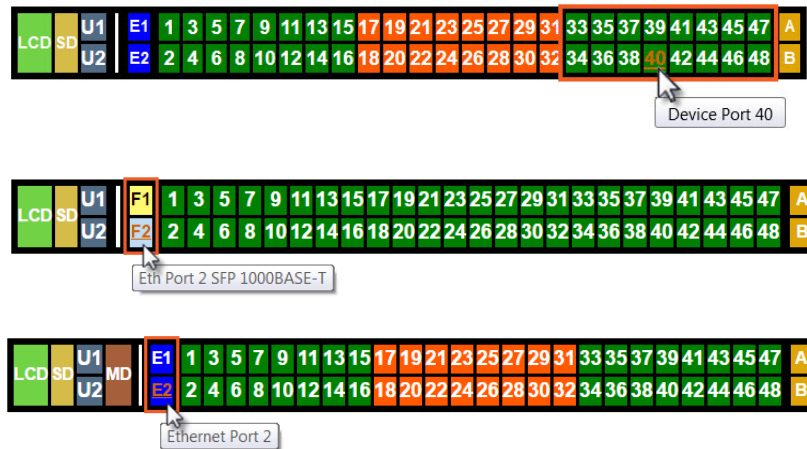 LCD SD U1 E1 1 3 5 7 9 11 13 15 17 19 21 23 25 27 29 31 33 35 37 39 41 43 45 47 A
U2 E2 2 4 6 8 10 12 14 16 18 20 22 24 26 28 30 32 34 36 38 40 42 44 46 48 B
Device Port 40
LCD SD U1 F1 1 3 5 7 9 11 13 15 17 19 21 23 25 27 29 31 33 35 37 39 41 43 45 47 A
U2 F2 2 4 6 8 10 12 14 16 18 20 22 24 26 28 30 32 34 36 38 40 42 44 46 48 B
Eth Port 2 SFP 1000BASE-T
LCD SD U1 MD E1 1 3 5 7 9 11 13 15 17 19 21 23 25 27 29 31 33 35 37 39 41 43 45 47 A
U2 E2 2 4 6 8 10 12 14 16 18 20 22 24 26 28 30 32 34 36 38 40 42 44 46 48 B
Ethernet Port 2